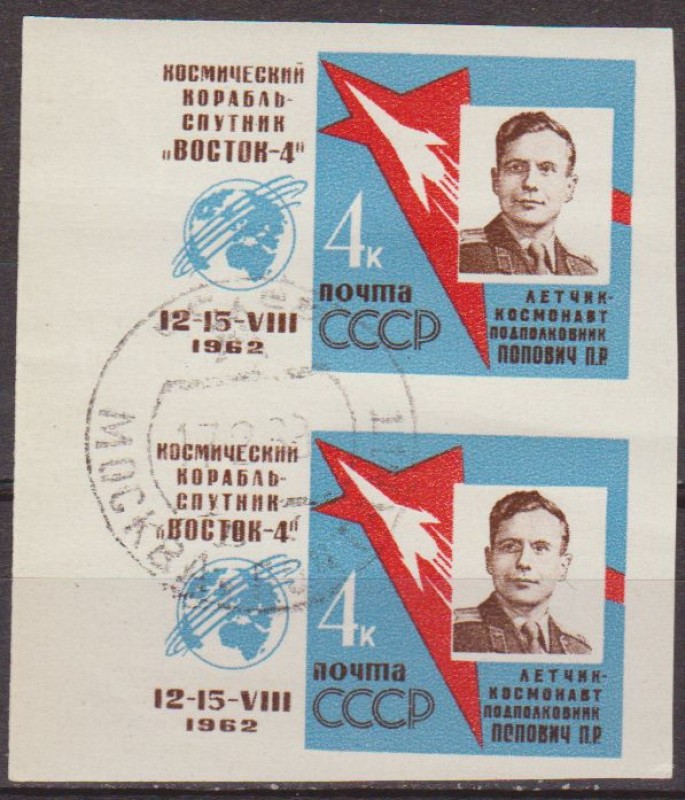 КОСМИЧЕСКИЙ
КОРАБЛЬ-
СПУТНИК
„ВОСТОК-4"
12-15-VIII
1962
4к
почта
СССР
ЛЕТЧИК-
КОСМОНАВТ
ПОДПОЛКОВНИК
ПОПОВИЧ П.Р.
КОСМИЧЕСКИЙ
КОРАБЛЬ-
СПУТНИК
„ВОСТОК-4"
12-15-VIII
1962
4к
почта
СССР
ЛЕТЧИК-
КОСМОНАВТ
ПОДПОЛКОВНИК
ПОПОВИЧ П.Р.
МОСКВА